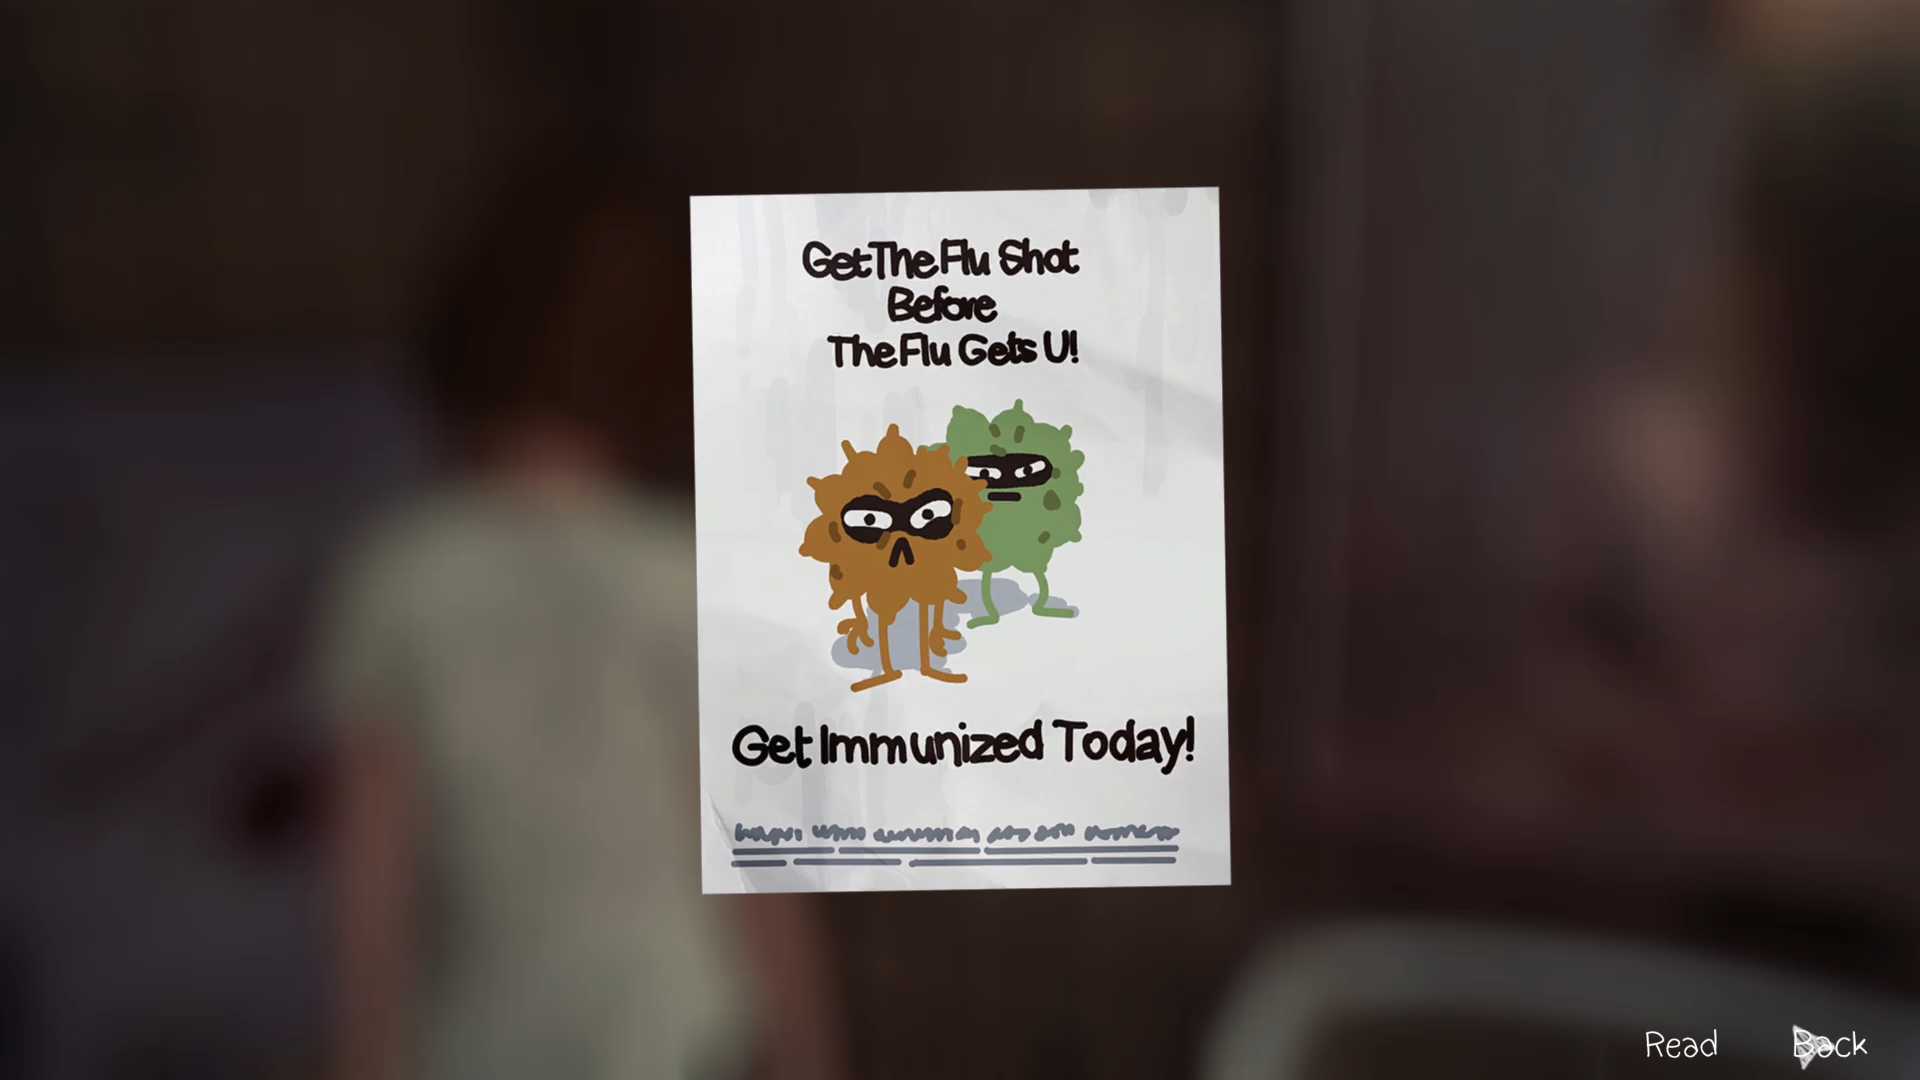 Get The Flu Shot
Before
The Flu Gets U!
Get Immunized Today!
Read
Back